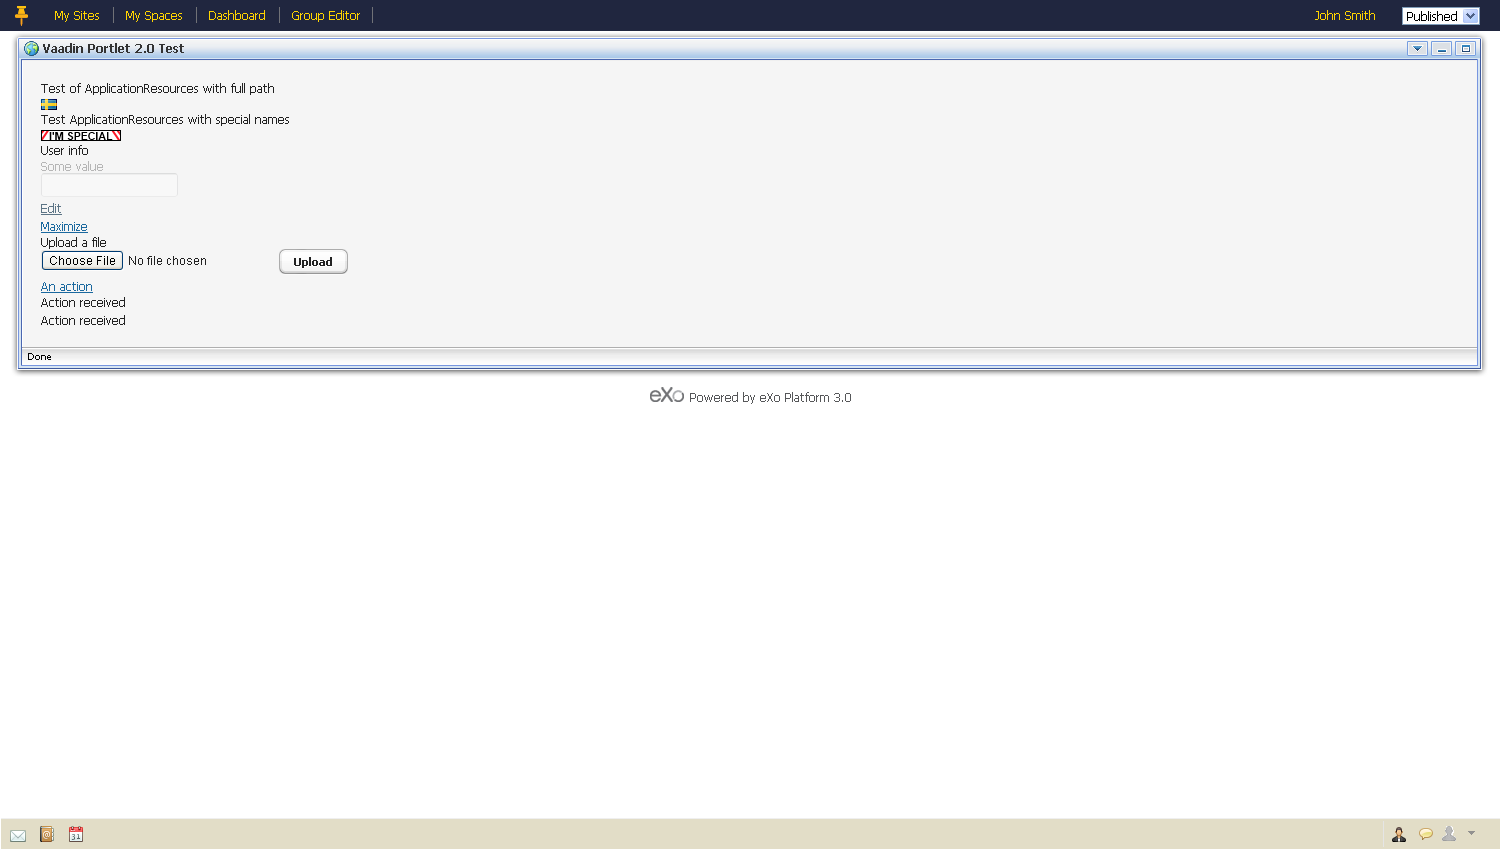 My Sites My Spaces Dashboard Group Editor John Smith Published
Vaadin Portlet 2.0 Test
Test of ApplicationResources with full path
Test ApplicationResources with special names
I'M SPECIAL
User info
Some value
Edit
Maximize
Upload a file
Choose File No file chosen Upload
An action
Action received
Action received
Done
eXo Powered by eXo Platform 3.0
31